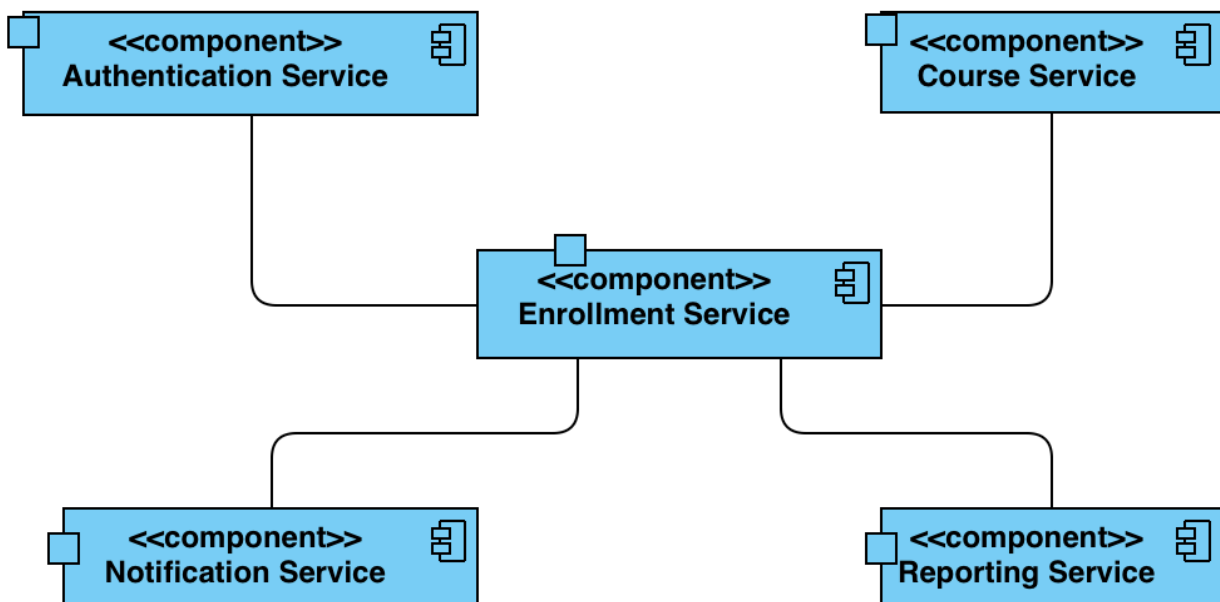 <<component>>
Authentication Service
<<component>>
Course Service
<<component>>
Enrollment Service
<<component>>
Notification Service
<<component>>
Reporting Service